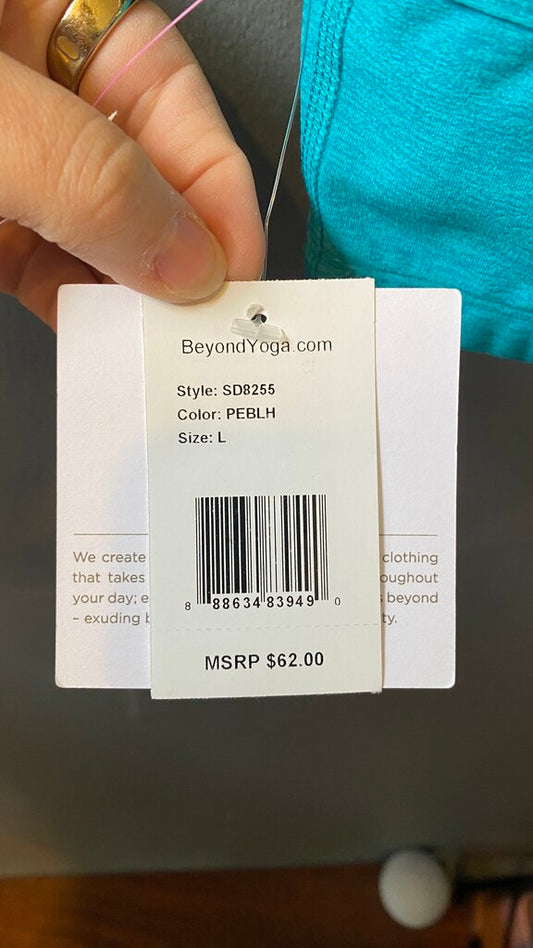 BeyondYoga.com
Style: SD8255
Color: PEBLH
Size: L
8 88634 83949 0
MSRP $62.00
We create clothing
that takes oughout
your day; e s beyond
– exuding b ty.